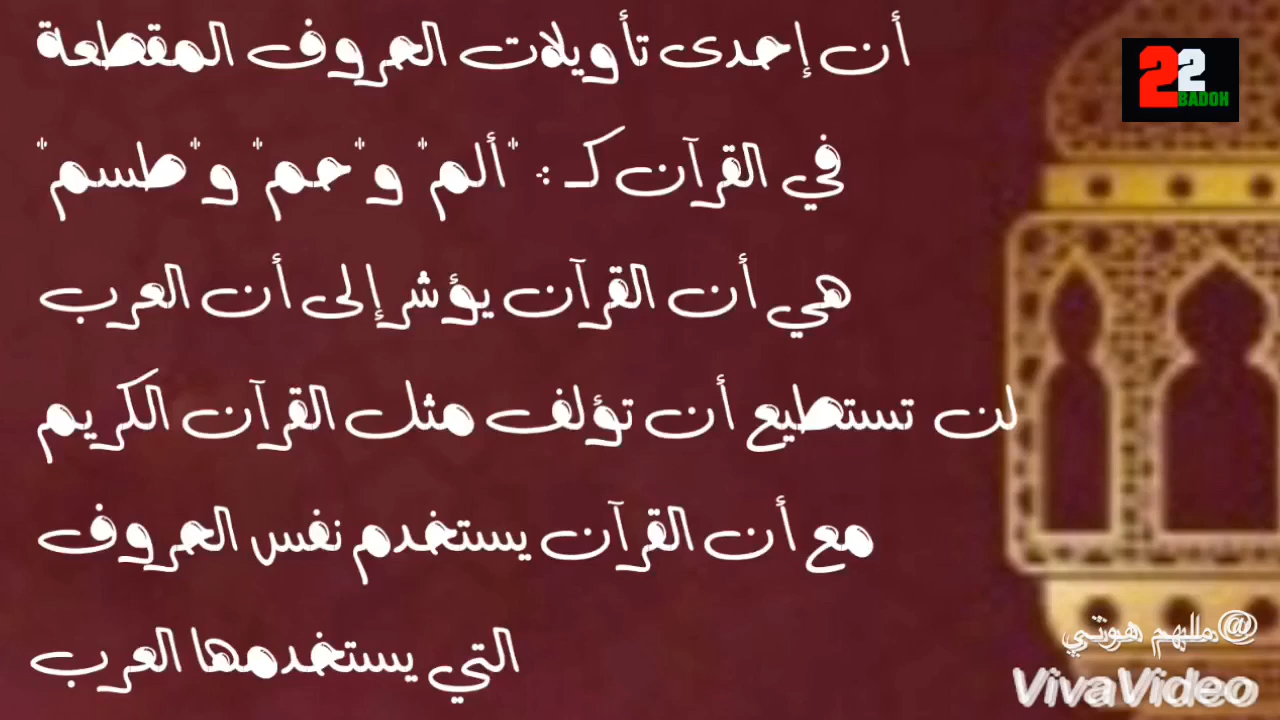 أن إحدى تأويلات الحروف المقطعة
في القرآن كـ : "ألم" و"حم" و"طسم"
هي أن القرآن يؤشر إلى أن العرب
لن تستطيع أن تؤلف مثل القرآن الكريم
مع أن القرآن يستخدم نفس الحروف
التي يستخدمها العرب
22
BADOH
@ملهم هوتي
VivaVideo